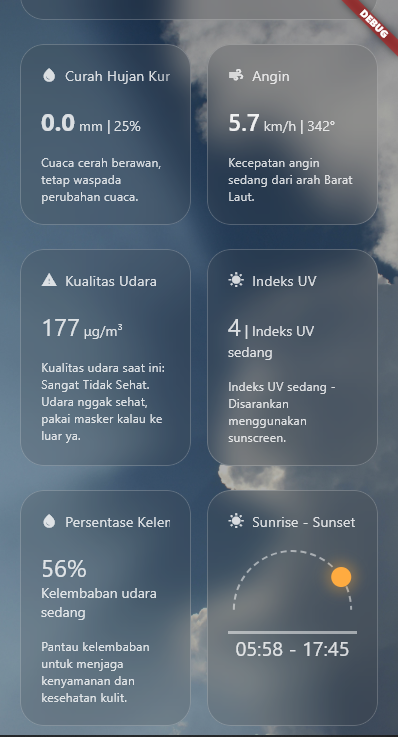 DEBUG
Curah Hujan Kur
0.0 mm | 25%
Cuaca cerah berawan,
tetap waspada
perubahan cuaca.
Angin
5.7 km/h | 342°
Kecepatan angin
sedang dari arah Barat
Laut.
Kualitas Udara
177 µg/m³
Kualitas udara saat ini:
Sangat Tidak Sehat.
Udara nggak sehat,
pakai masker kalau ke
luar ya.
Indeks UV
4 | Indeks UV
sedang
Indeks UV sedang -
Disarankan
menggunakan
sunscreen.
Persentase Kelen
56%
Kelembaban udara
sedang
Pantau kelembaban
untuk menjaga
kenyamanan dan
kesehatan kulit.
Sunrise - Sunset
05:58 - 17:45